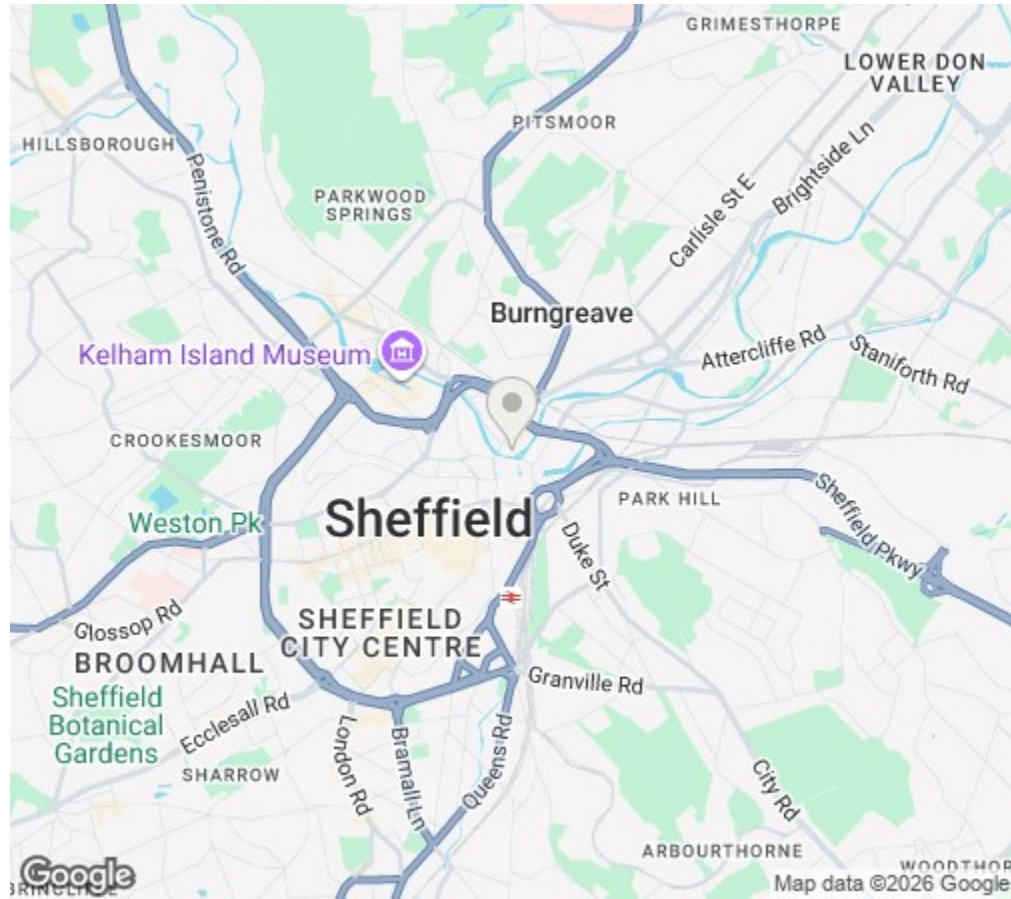 GRIMESTHORPE
LOWER DON
VALLEY
PITSMOOR
HILLSBOROUGH
Penistone Rd
PARKWOOD
SPRINGS
Carlisle St E
Brightside Ln
Burngreave
Kelham Island Museum
Attercliffe Rd
Staniforth Rd
CROOKESMOOR
Sheffield
PARK HILL
Weston Pk
Duke St
Sheffield Pkwy
Glossop Rd
SHEFFIELD
CITY CENTRE
BROOMHALL
Granville Rd
Sheffield
Botanical
Gardens
Ecclesall Rd
London Rd
Bramall Ln
Queens Rd
SHARROW
City Rd
ARBOURTHORNE
WOODTHOR
Google
Map data ©2026 Google